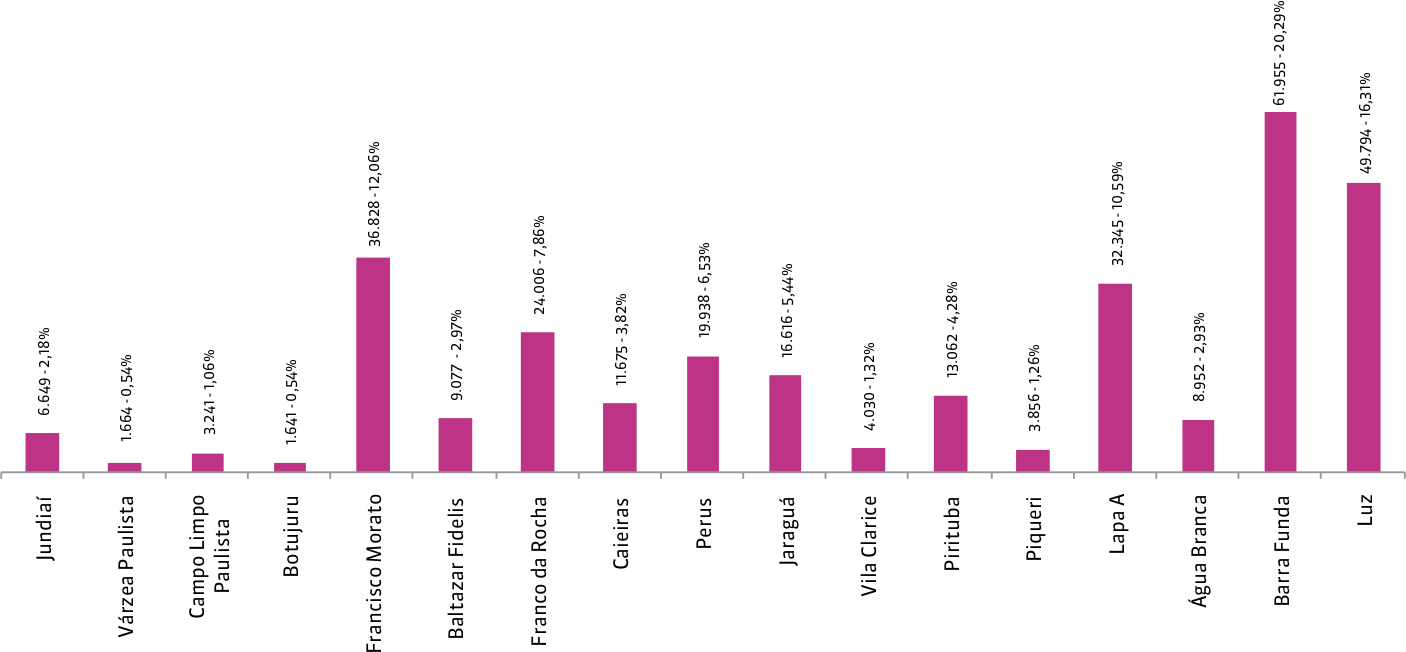 6.649 - 2,18%
1.664 - 0,54%
3.241 - 1,06%
1.641 - 0,54%
36.828 - 12,06%
9.077 - 2,97%
24.006 - 7,86%
11.675 - 3,82%
19.938 - 6,53%
16.616 - 5,44%
4.030 - 1,32%
13.062 - 4,28%
3.856 - 1,26%
32.345 - 10,59%
8.952 - 2,93%
61.955 - 20,29%
49.794 - 16,31%
Jundiaí
Várzea Paulista
Campo Limpo
Paulista
Botujuru
Francisco Morato
Baltazar Fidelis
Franco da Rocha
Caieiras
Perus
Jaraguá
Vila Clarice
Pirituba
Piqueri
Lapa A
Água Branca
Barra Funda
Luz